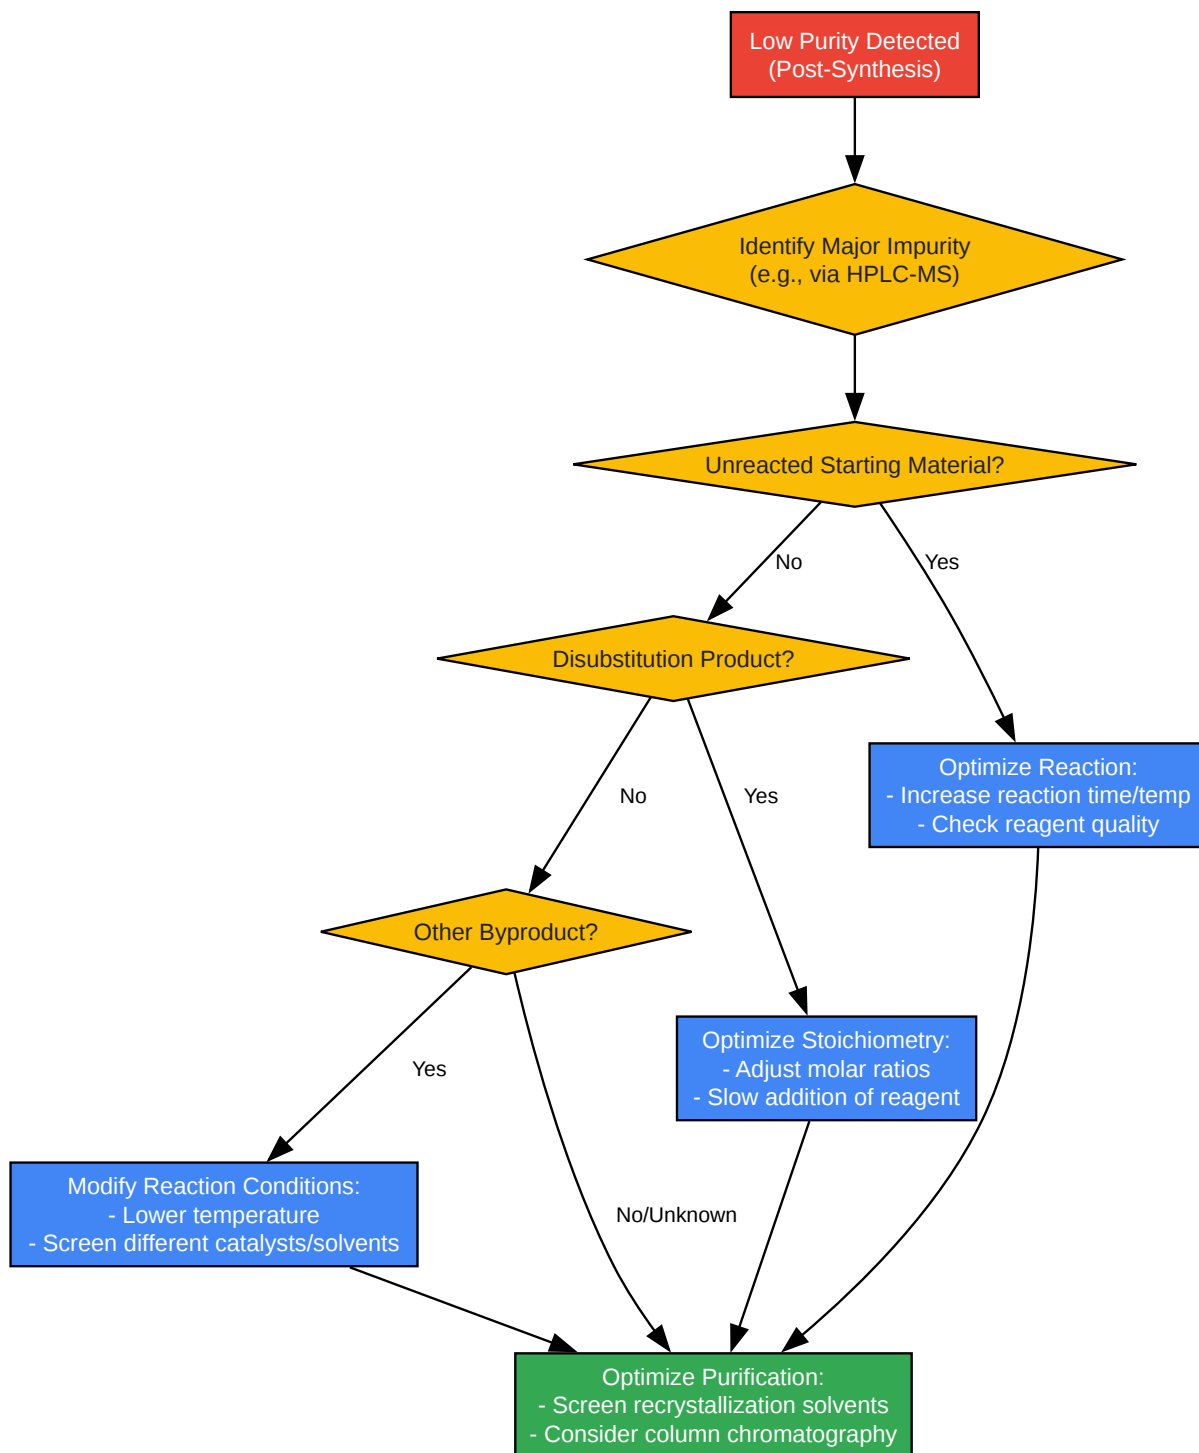 Low Purity Detected
(Post-Synthesis)
Identify Major Impurity
(e.g., via HPLC-MS)
Unreacted Starting Material?
No
Yes
Disubstitution Product?
Optimize Reaction:
- Increase reaction time/temp
- Check reagent quality
No
Yes
Other Byproduct?
Optimize Stoichiometry:
- Adjust molar ratios
- Slow addition of reagent
Yes
Modify Reaction Conditions:
- Lower temperature
- Screen different catalysts/solvents
No/Unknown
Optimize Purification:
- Screen recrystallization solvents
- Consider column chromatography